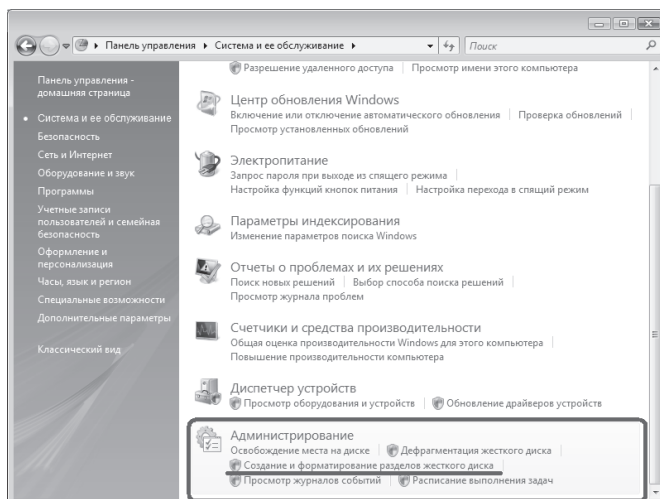 Панель управления ▸ Система и ее обслуживание ▸
Поиск
Панель управления -
домашняя страница
Система и ее обслуживание
Безопасность
Сеть и Интернет
Оборудование и звук
Программы
Учетные записи
пользователей и семейная
безопасность
Оформление и
персонализация
Часы, язык и регион
Специальные возможности
Дополнительные параметры
Классический вид
Разрешение удаленного доступа | Просмотр имени этого компьютера
Центр обновления Windows
Включение или отключение автоматического обновления | Проверка обновлений
Просмотр установленных обновлений
Электропитание
Запрос пароля при выходе из спящего режима
Настройка функций кнопок питания | Настройка перехода в спящий режим
Параметры индексирования
Изменение параметров поиска Windows
Отчеты о проблемах и их решениях
Поиск новых решений | Выбор способа поиска решений
Просмотр журнала проблем
Счетчики и средства производительности
Общая оценка производительности Windows для этого компьютера
Повышение производительности компьютера
Диспетчер устройств
Просмотр оборудования и устройств | Обновление драйверов устройств
Администрирование
Освобождение места на диске | Дефрагментация жесткого диска
Создание и форматирование разделов жесткого диска
Просмотр журналов событий | Расписание выполнения задач